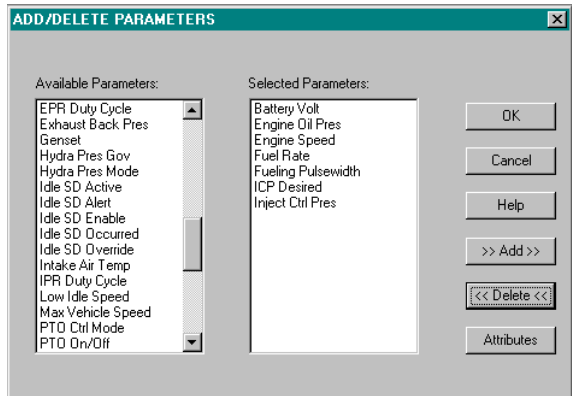 ADD/DELETE PARAMETERS
Available Parameters:
EPR Duty Cycle
Exhaust Back Pres
Genset
Hydra Pres Gov
Hydra Pres Mode
Idle SD Active
Idle SD Alert
Idle SD Enable
Idle SD Occurred
Idle SD Override
Intake Air Temp
IPR Duty Cycle
Low Idle Speed
Max Vehicle Speed
PTO Ctrl Mode
PTO On/Off
Selected Parameters:
Battery Volt
Engine Oil Pres
Engine Speed
Fuel Rate
Fueling Pulsewidth
ICP Desired
Inject Ctrl Pres
OK
Cancel
Help
>> Add >>
<< Delete <<
Attributes